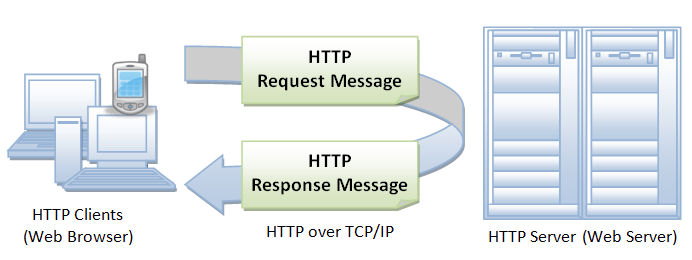 HTTP
Request Message
HTTP
Response Message
HTTP Clients
(Web Browser)
HTTP over TCP/IP
HTTP Server (Web Server)